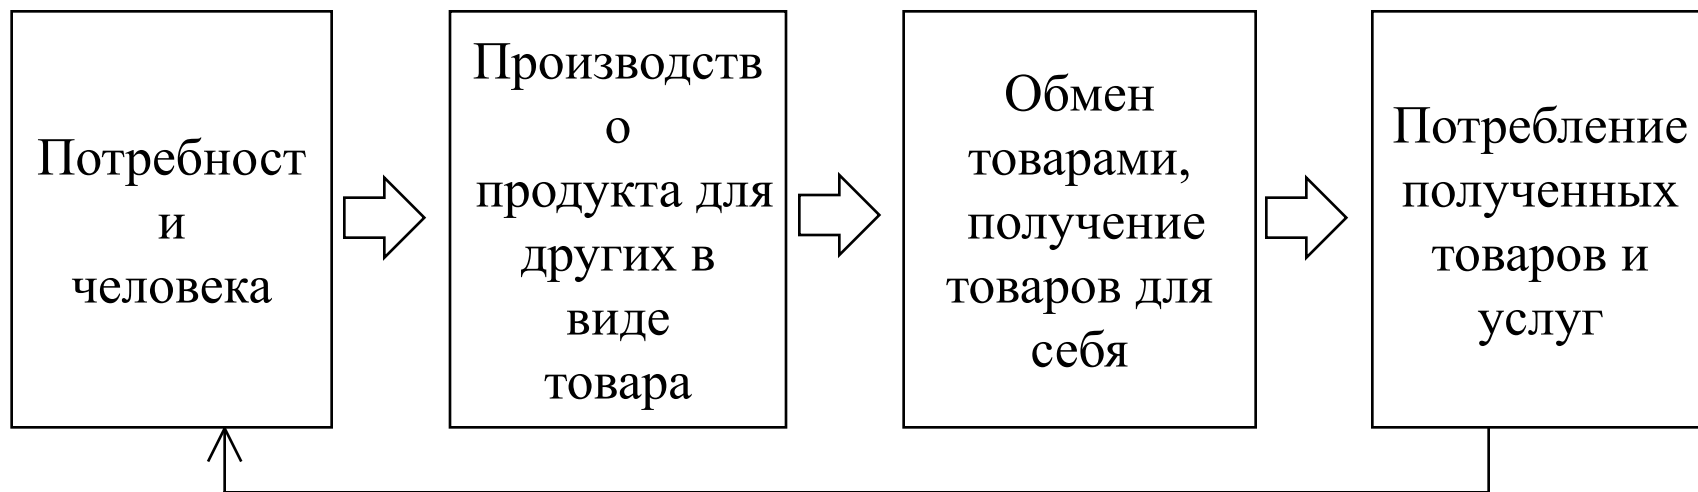 Потребност
и
человека
Производств
о
продукта для
других в
виде
товара
Обмен
товарами,
получение
товаров для
себя
Потребление
полученных
товаров и
услуг